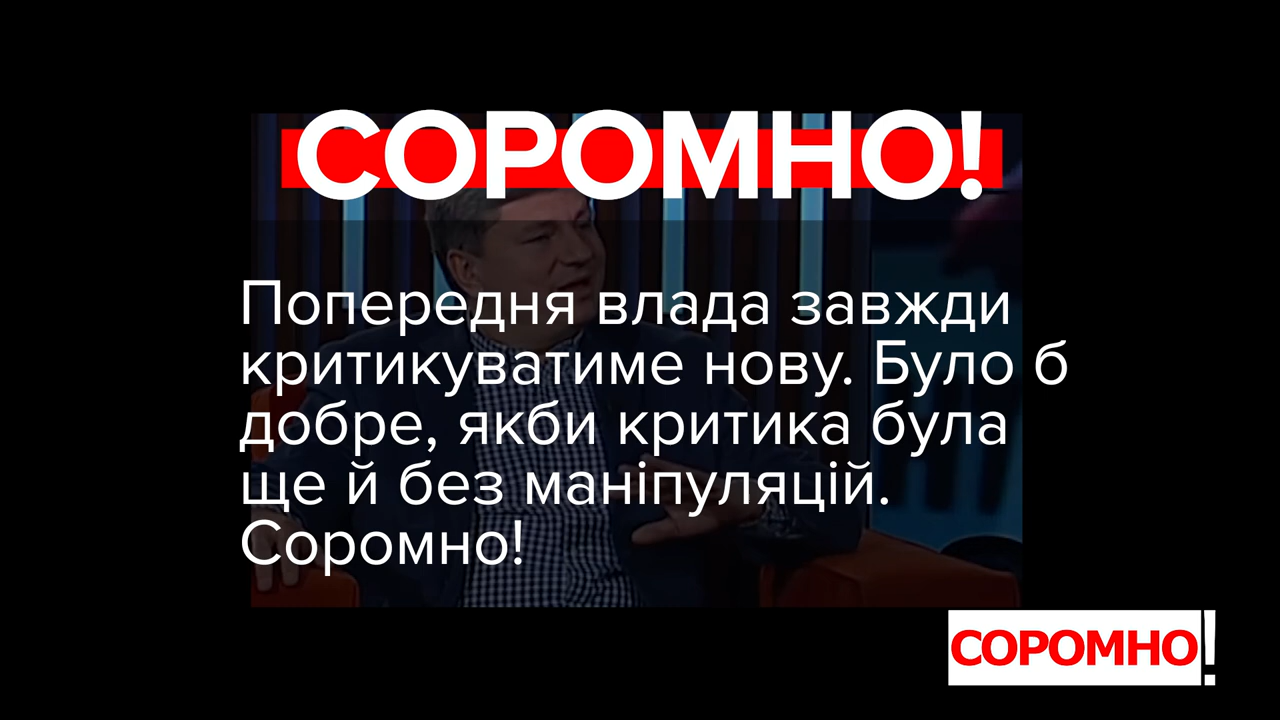 СОРОМНО!
Попередня влада завжди
критикуватиме нову. Було б
добре, якби критика була
ще й без маніпуляцій.
Соромно!
СОРОМНО!